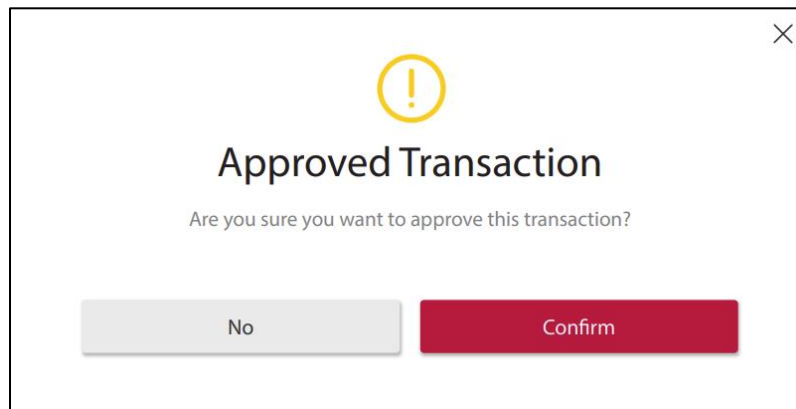 Approved Transaction
Are you sure you want to approve this transaction?
No
Confirm